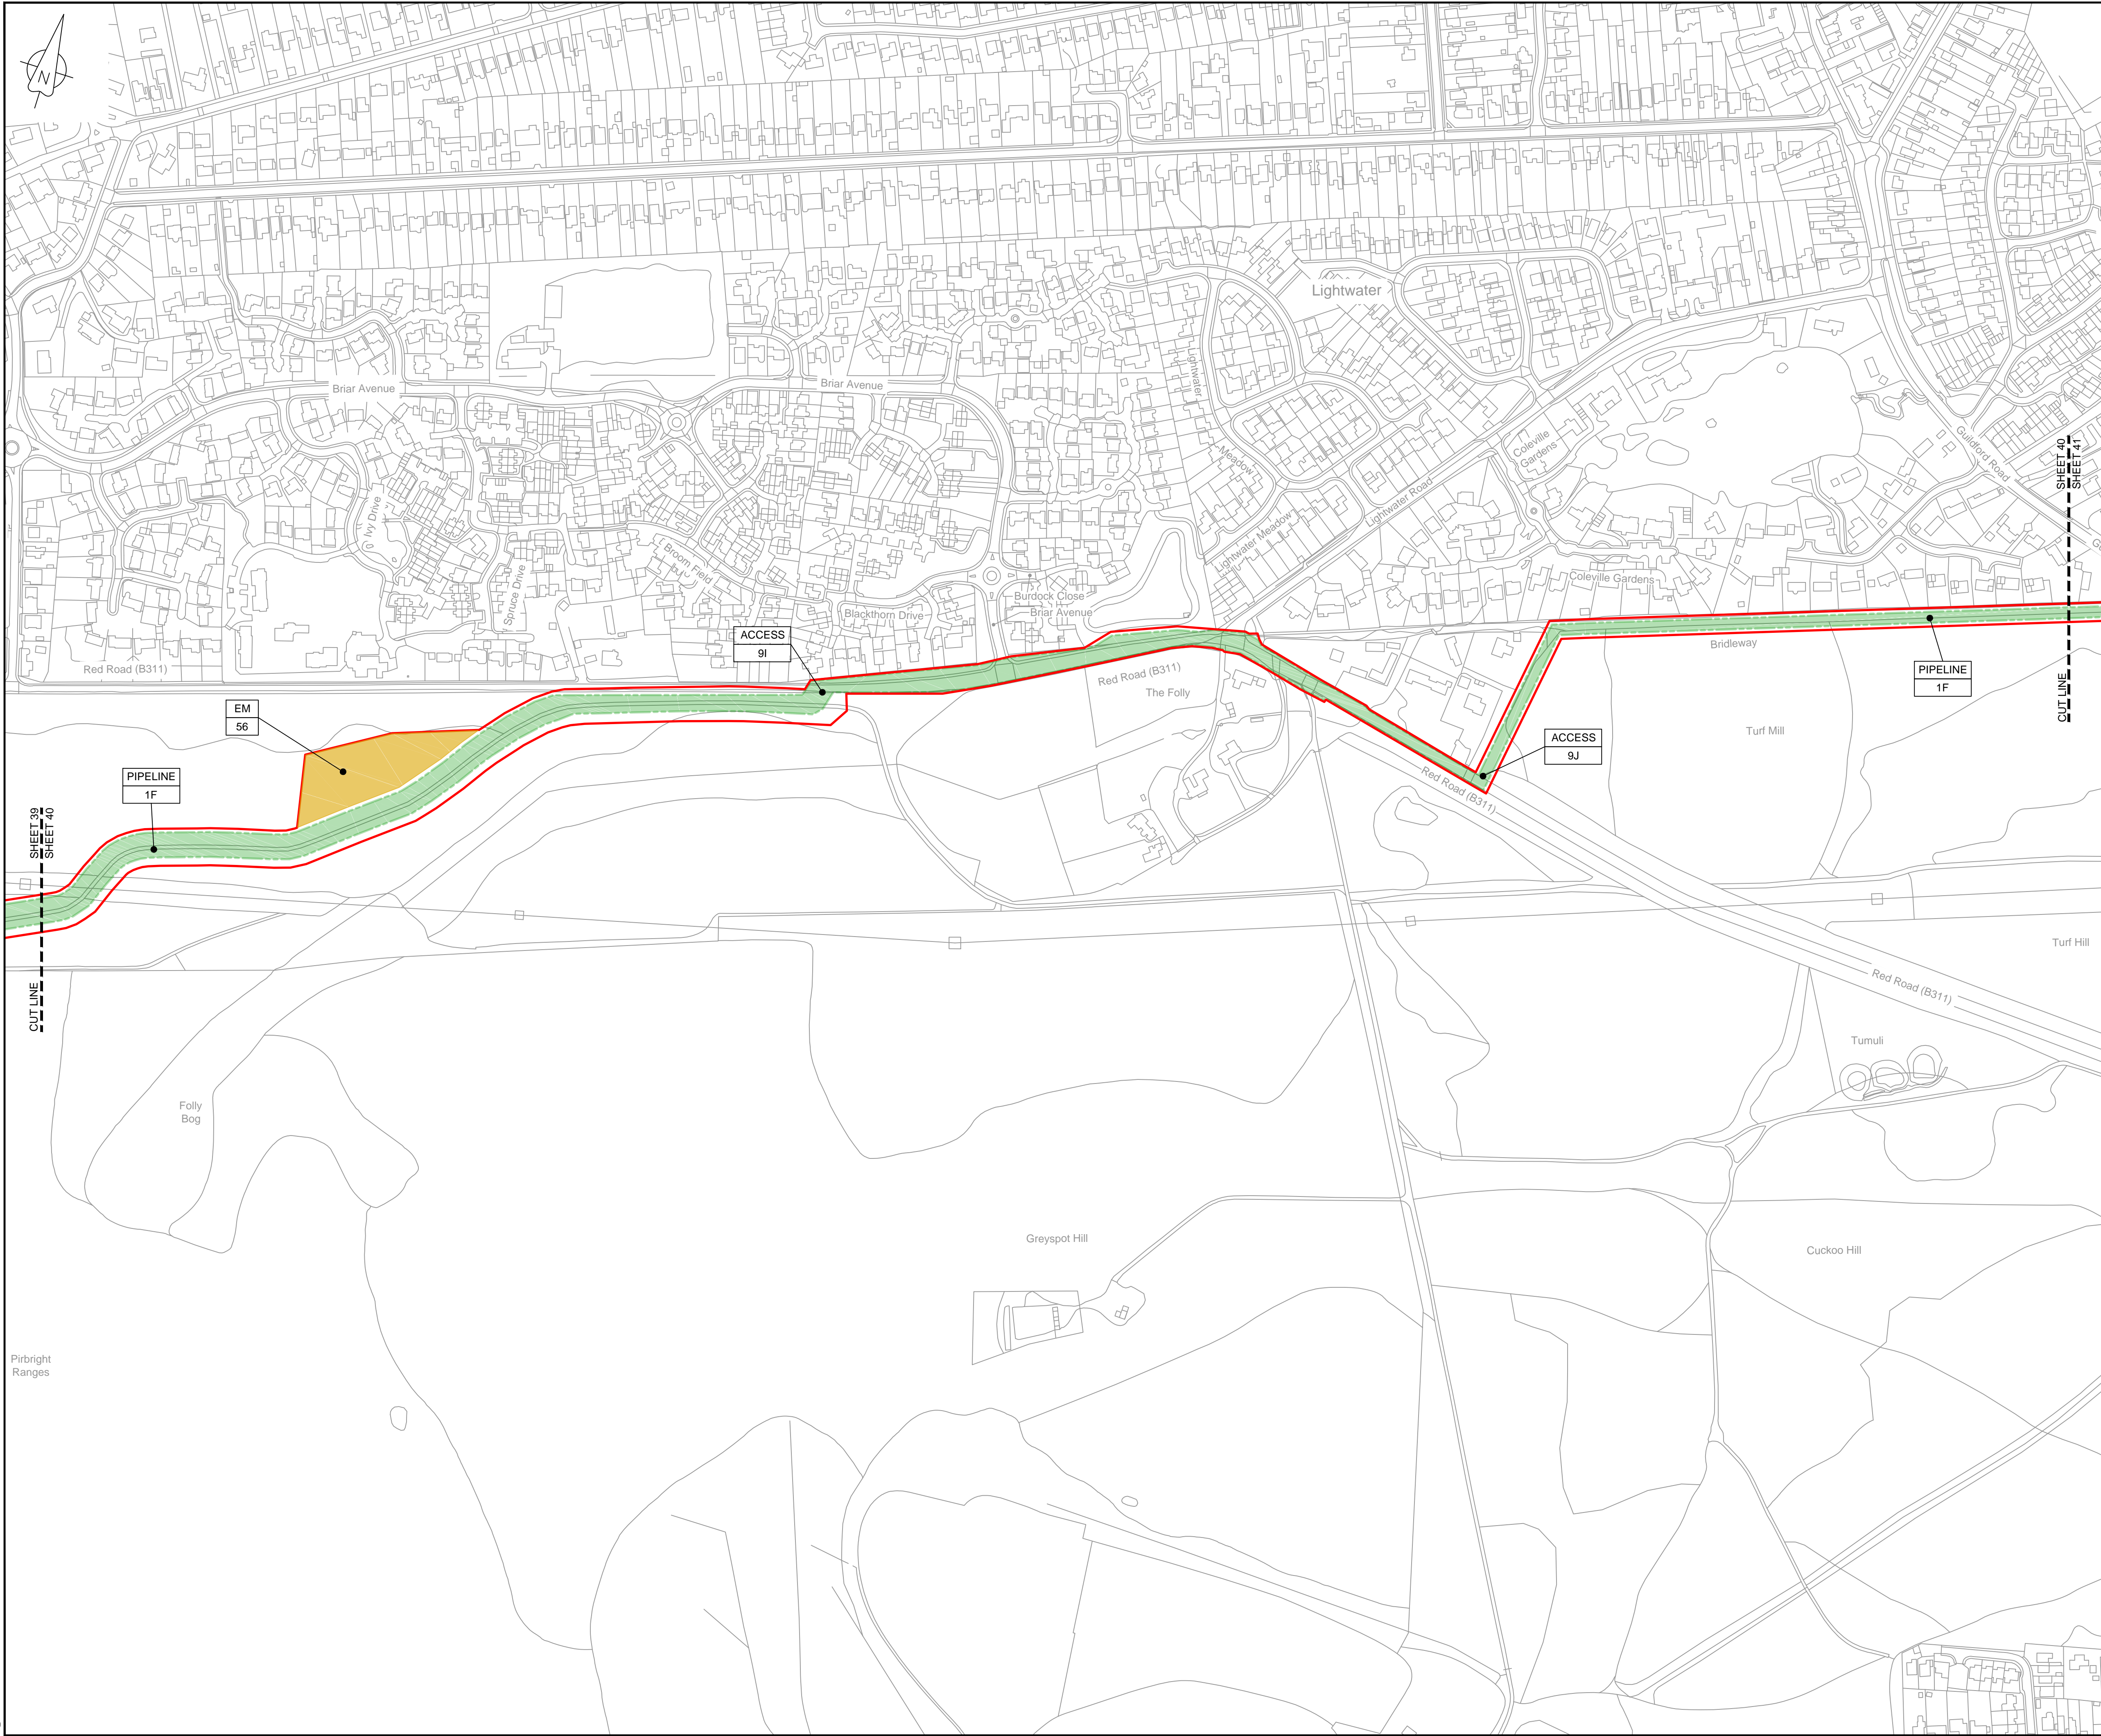 N
Lightwater
Briar Avenue
Briar Avenue
Lightwater
Meadow
Coleville
Gardens
Guildford Road
SHEET 40
SHEET 41
Ivy Drive
Lightwater Road
Spruce Drive
Broom Field
Lightwater Meadow
Coleville Gardens
Burdock Close
Briar Avenue
Blackthorn Drive
ACCESS
9I
Red Road (B311)
Bridleway
PIPELINE
1F
CUT LINE
Red Road (B311)
The Folly
EM
56
Turf Mill
ACCESS
9J
PIPELINE
1F
Red Road (B311)
SHEET 39
SHEET 40
CUT LINE
Turf Hill
Red Road (B311)
Tumuli
Folly
Bog
Greyspot Hill
Cuckoo Hill
Pirbright
Ranges